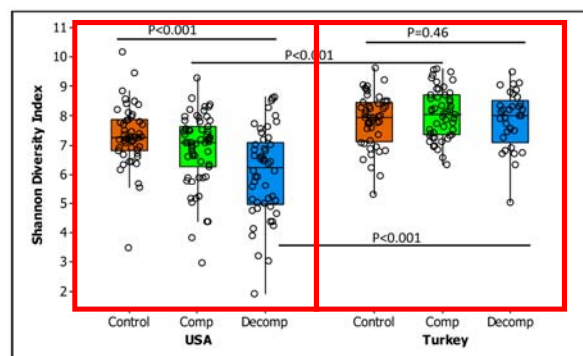 11
P<0.001
P=0.46
10
P<0.001
9
8
7
6
5
4
P<0.001
3
2
Shannon Diversity Index
Control Comp Decomp Control Comp Decomp
USA Turkey